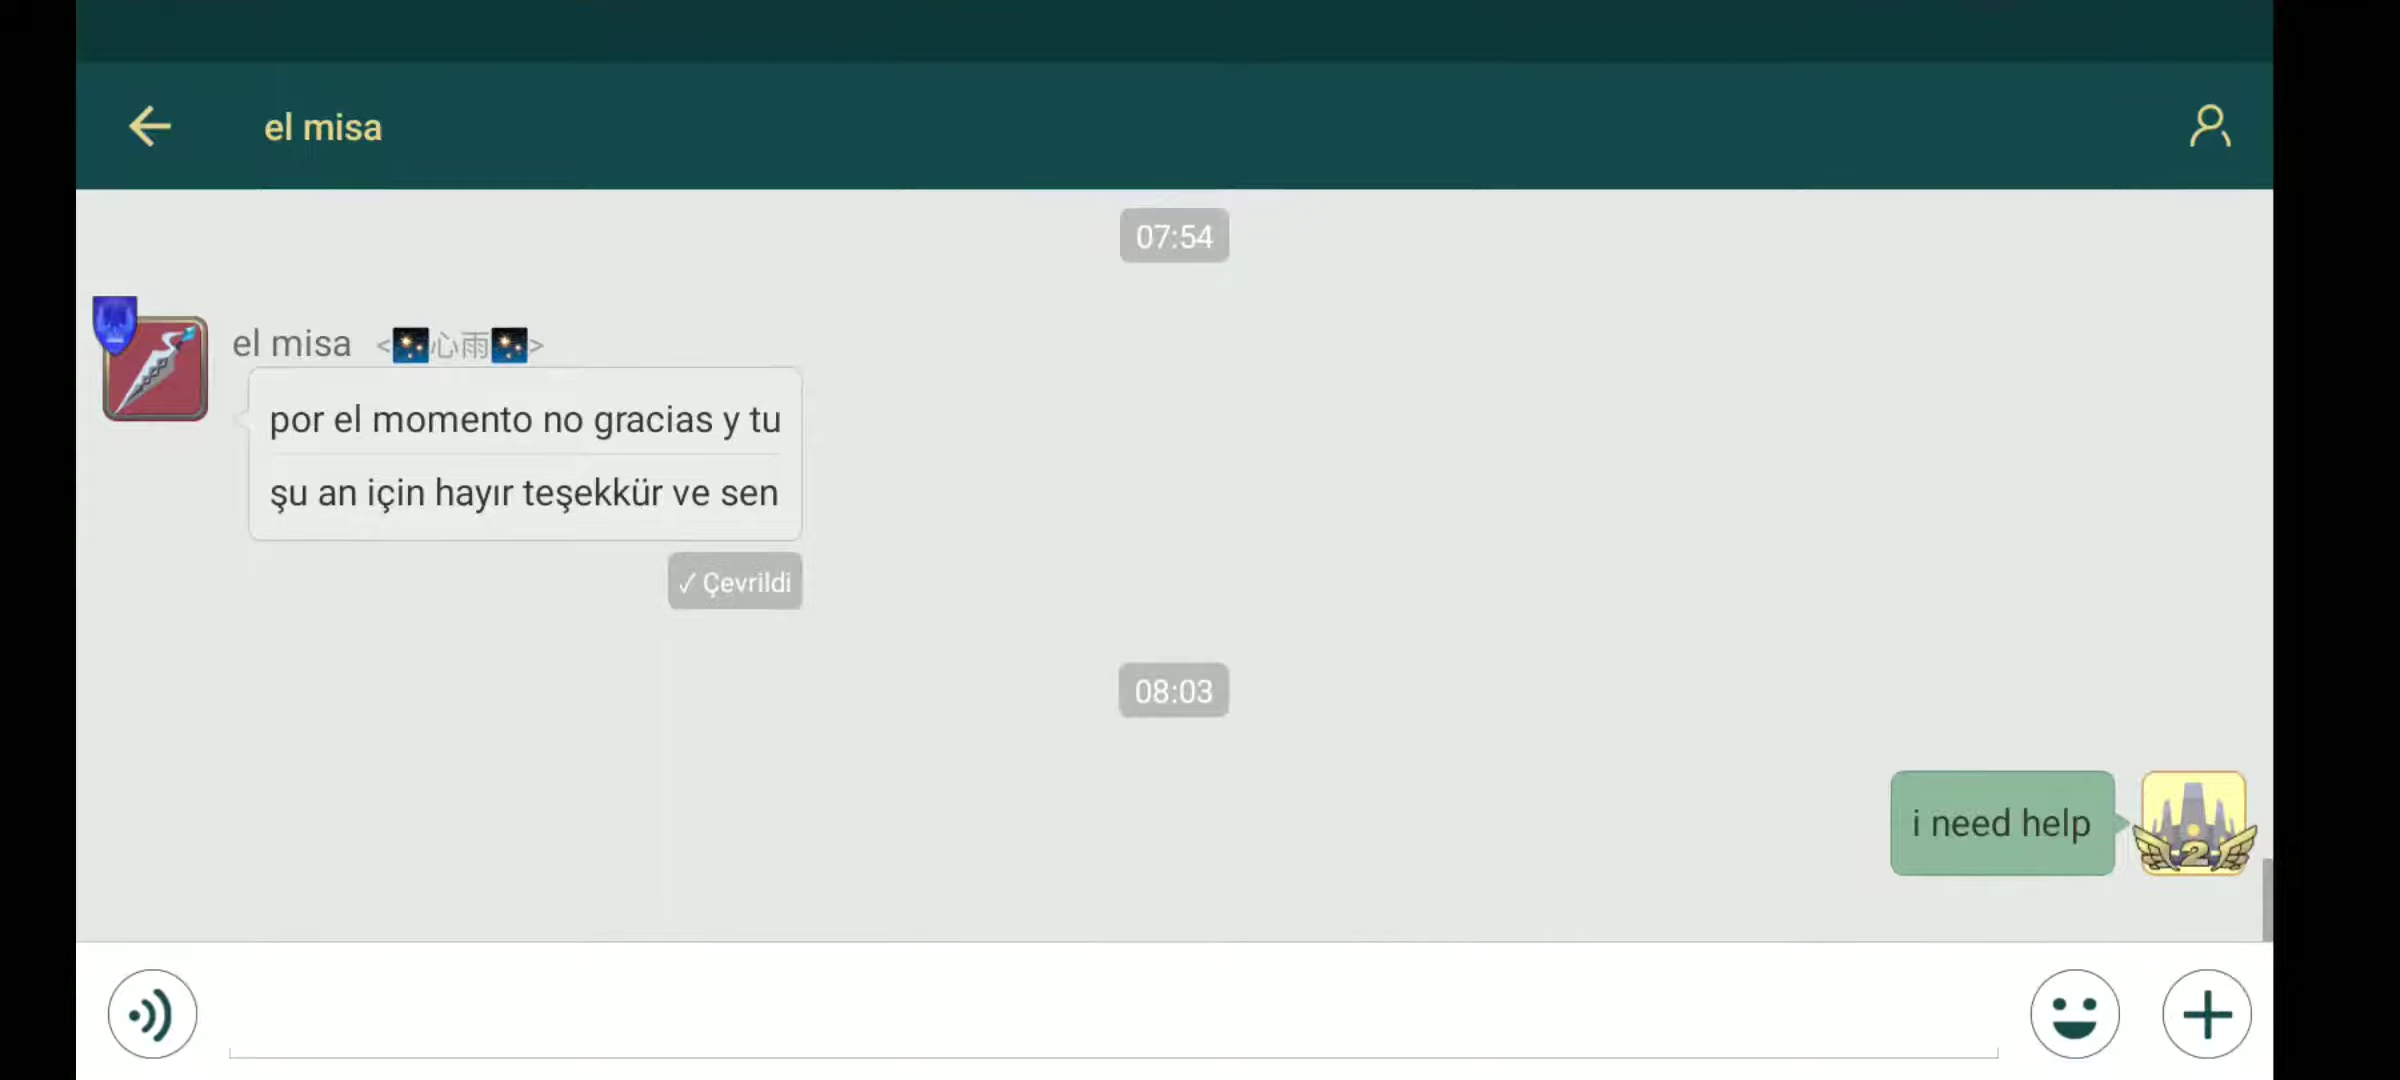 el misa
07:54
el misa <🎇心雨🎇>
por el momento no gracias y tu
şu an için hayır teşekkür ve sen
✓ Çevrildi
08:03
i need help
2